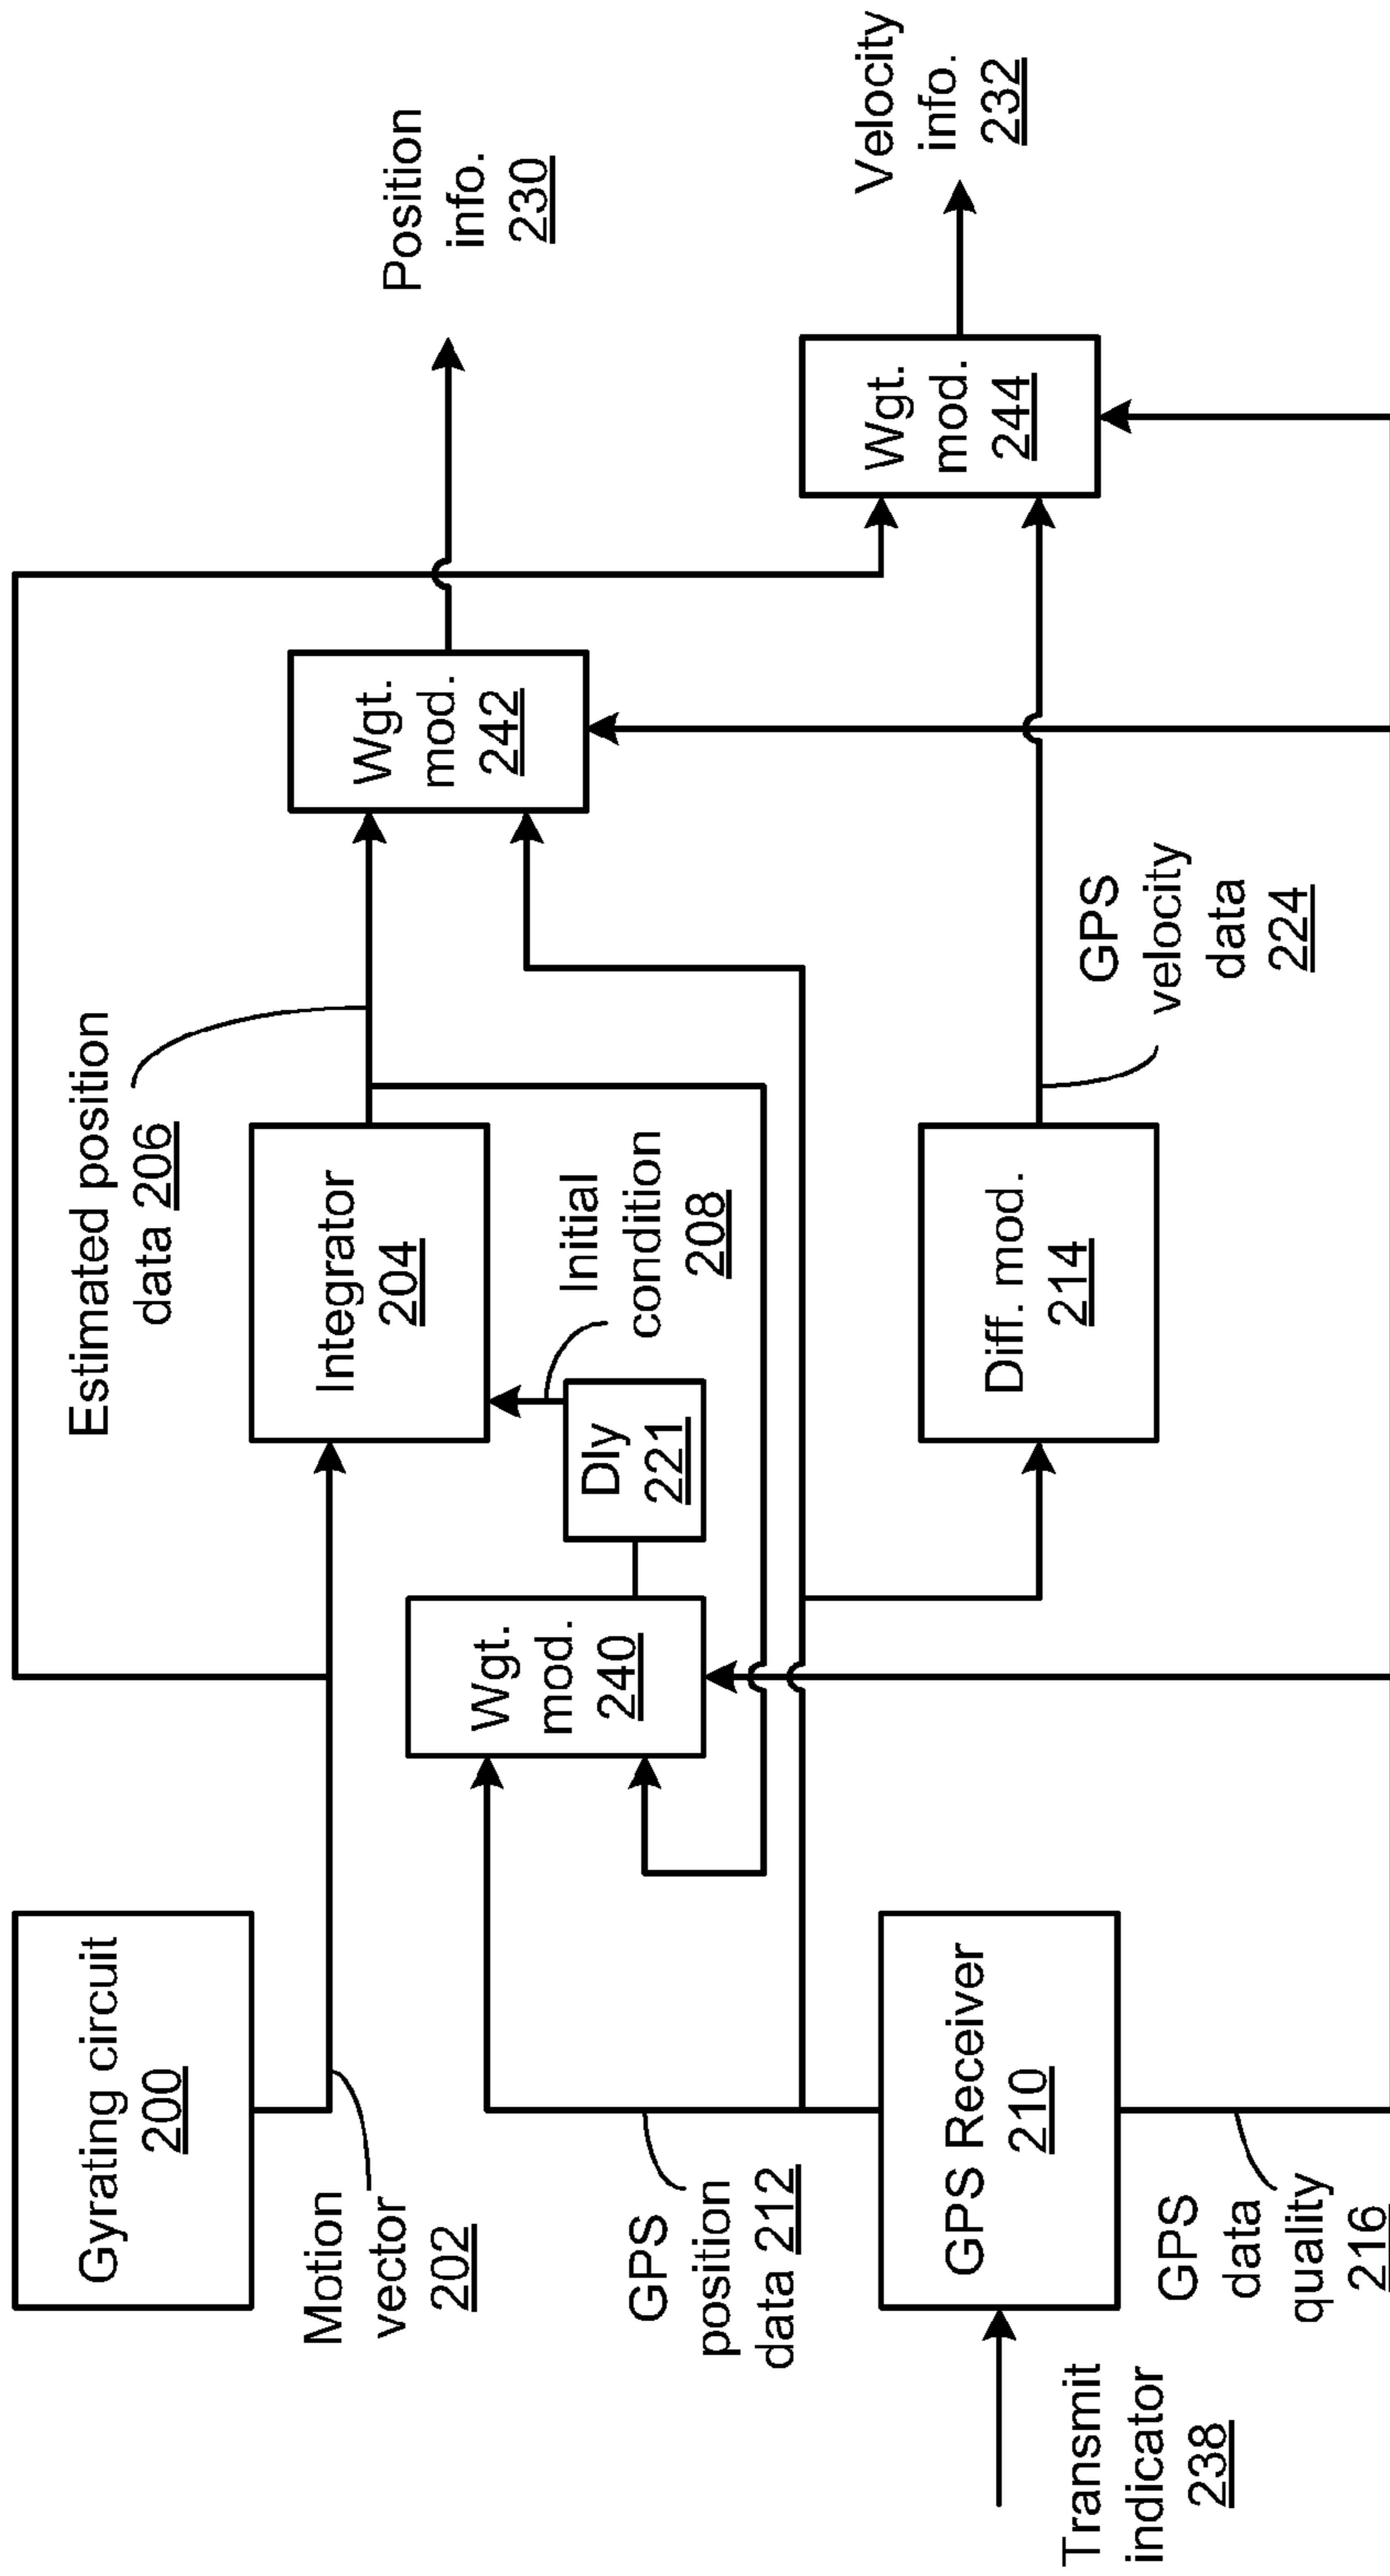 Gyrating circuit
200
Motion
vector
202
Estimated position
data 206
Integrator
204
Initial
condition
208
Dly
221
Wgt.
mod.
240
Wgt.
mod.
242
Position
info.
230
GPS
position
data 212
GPS Receiver
210
Transmit
indicator
238
GPS
data
quality
216
Diff. mod.
214
GPS
velocity
data
224
Wgt.
mod.
244
Velocity
info.
232